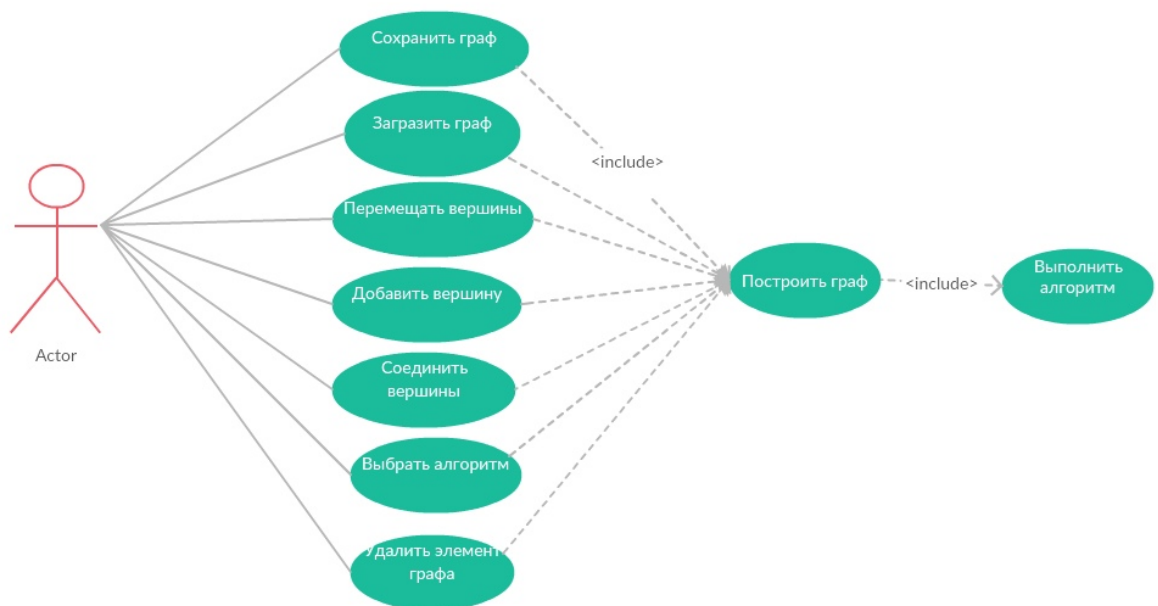 Сохранить граф
Загразить граф
<include>
Перемещать вершины
Построить граф
<include>
Выполнить
алгоритм
Добавить вершину
Actor
Соединить
вершины
Выбрать алгоритм
Удалить элемент
графа